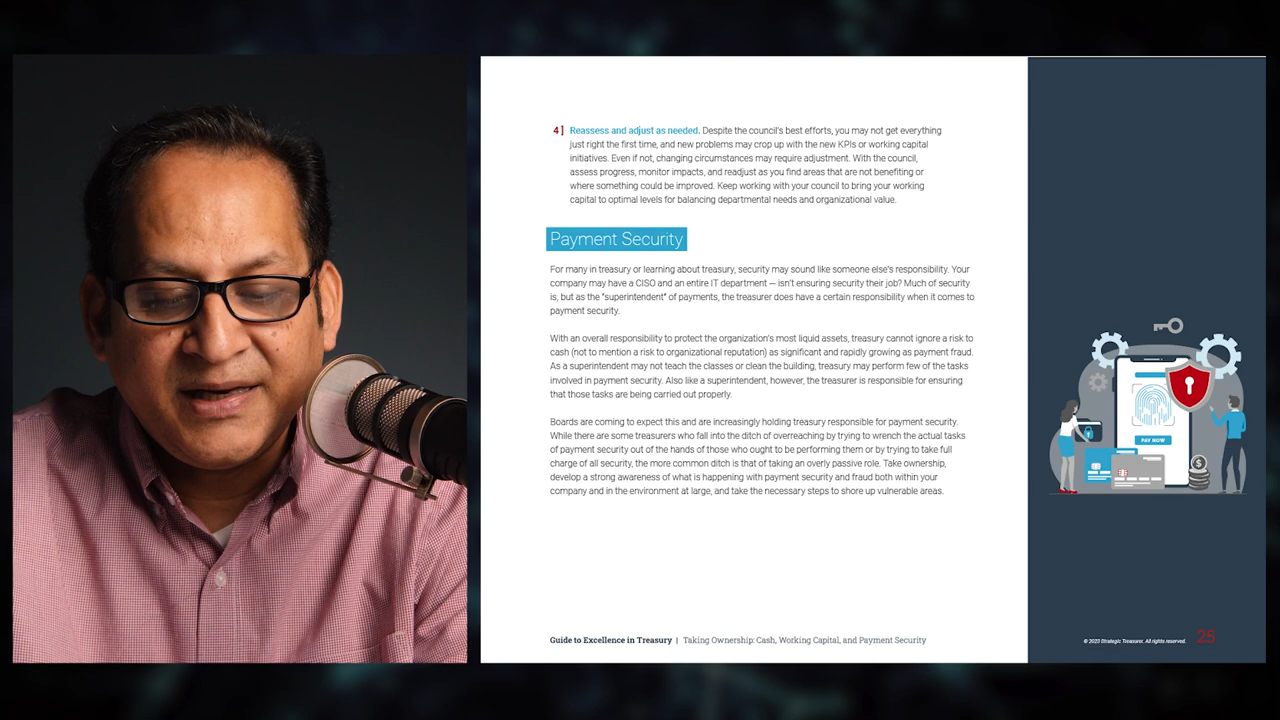 4] Reassess and adjust as needed. Despite the council's best efforts, you may not get everything
just right the first time, and new problems may crop up with the new KPIs or working capital
initiatives. Even if not, changing circumstances may require adjustment. With the council,
assess progress, monitor impacts, and readjust as you find areas that are not benefiting or
where something could be improved. Keep working with your council to bring your working
capital to optimal levels for balancing departmental needs and organizational value.
Payment Security
For many in treasury or learning about treasury, security may sound like someone else's responsibility. Your
company may have a CISO and an entire IT department — isn't ensuring security their job? Much of security
is, but as the "superintendent" of payments, the treasurer does have a certain responsibility when it comes to
payment security.
With an overall responsibility to protect the organization's most liquid assets, treasury cannot ignore a risk to
cash (not to mention a risk to organizational reputation) as significant and rapidly growing as payment fraud.
As a superintendent may not teach the classes or clean the building, treasury may perform few of the tasks
involved in payment security. Also like a superintendent, however, the treasurer is responsible for ensuring
that those tasks are being carried out properly.
Boards are coming to expect this and are increasingly holding treasury responsible for payment security.
While there are some treasurers who fall into the ditch of overreaching by trying to wrench the actual tasks
of payment security out of the hands of those who ought to be performing them or by trying to take full
charge of all security, the more common ditch is that of taking an overly passive role. Take ownership,
develop a strong awareness of what is happening with payment security and fraud both within your
company and in the environment at large, and take the necessary steps to shore up vulnerable areas.
PAY NOW
$
Guide to Excellence in Treasury | Taking Ownership: Cash, Working Capital, and Payment Security
© 2023 Strategic Treasurer. All rights reserved. 25